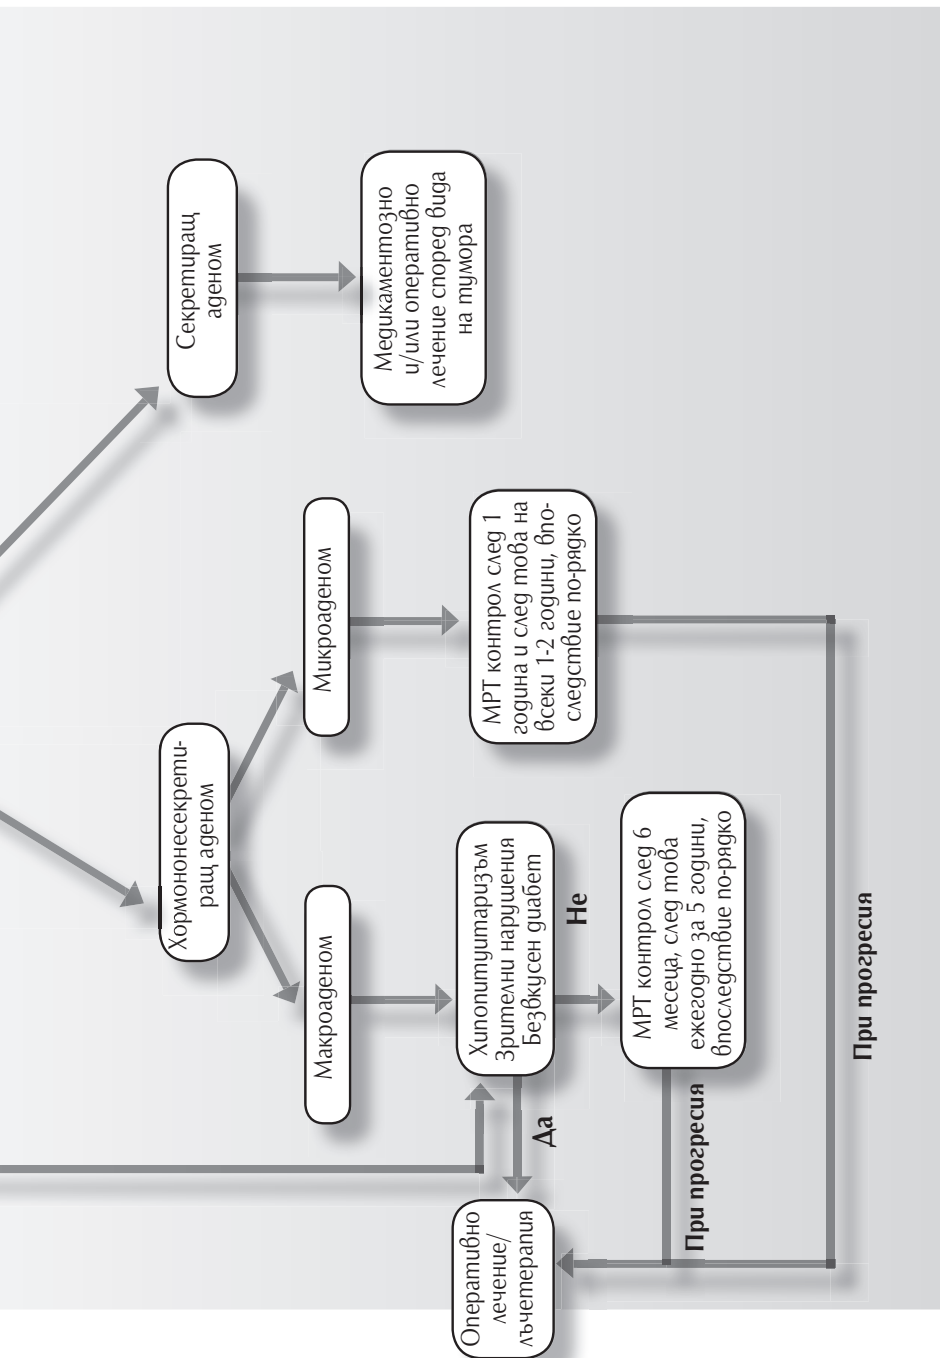 Секретиращ
аденом
Медикаментозно
и/или оперативно
лечение според вида
на тумора
Хормононесекрети-
ращ аденом
Микроаденом
МРТ контрол след 1
година и след това на
всеки 1-2 години, впо-
следствие по-рядко
Макроаденом
Хипопитуитаризъм
Зрителни нарушения
Безвкусен диабет
Не
МРТ контрол след 6
месеца, след това
ежегодно за 5 години,
впоследствие по-рядко
Да
Оперативно
лечение/
лъчетерапия
При прогресия
При прогресия